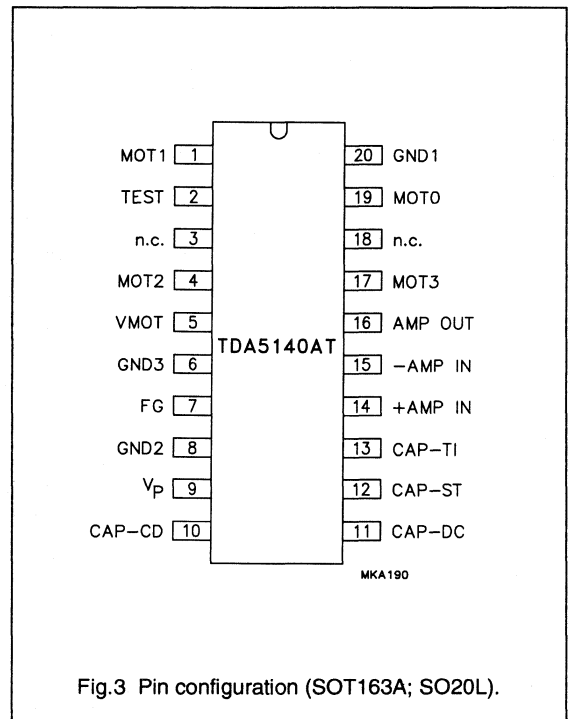 MOT1 1 20 GND1
TEST 2 19 MOT0
n.c. 3 18 n.c.
MOT2 4 17 MOT3
VMOT 5 16 AMP OUT
TDA5140AT
GND3 6 15 -AMP IN
FG 7 14 +AMP IN
GND2 8 13 CAP-TI
VP 9 12 CAP-ST
CAP-CD 10 11 CAP-DC
MKA190
Fig.3 Pin configuration (SOT163A; SO20L).